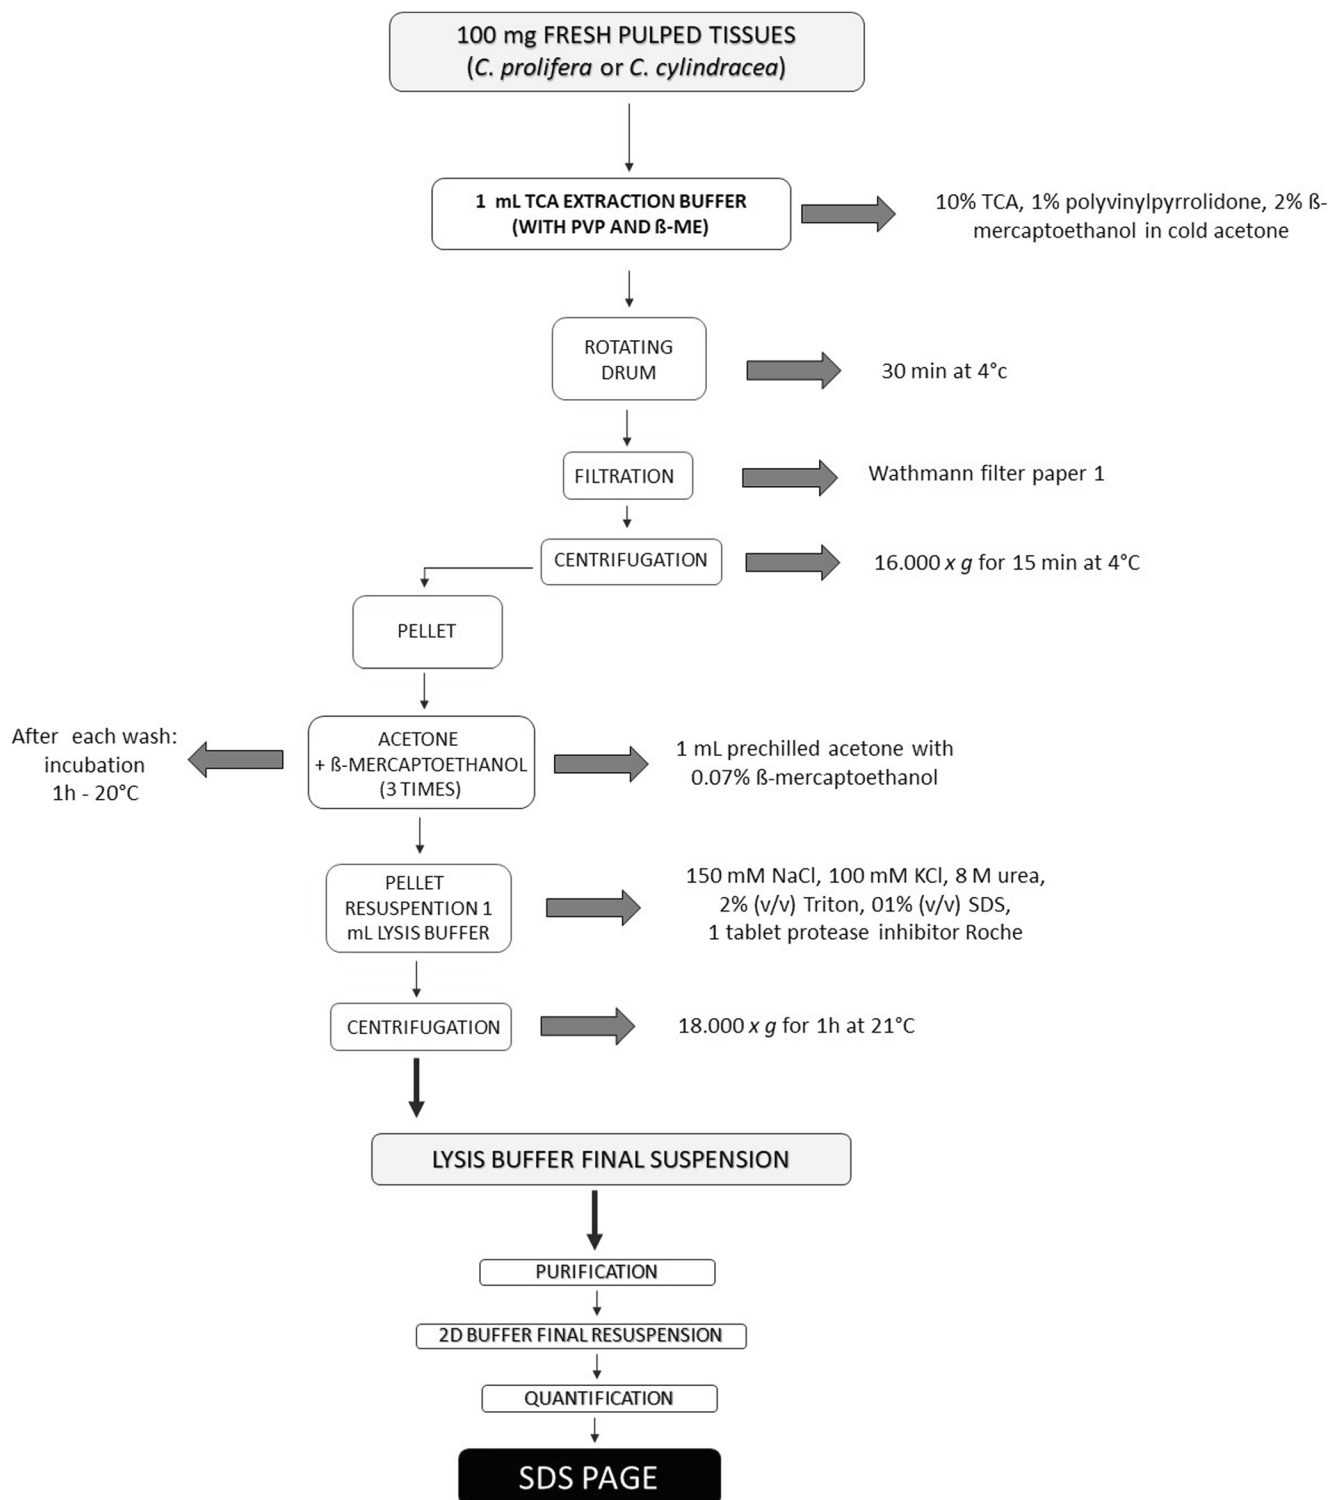 100 mg FRESH PULPED TISSUES
(C. prolifera or C. cylindracea)
1 mL TCA EXTRACTION BUFFER
(WITH PVP AND ß-ME)
10% TCA, 1% polyvinylpyrrolidone, 2% ß-
mercaptoethanol in cold acetone
ROTATING
DRUM
30 min at 4°c
FILTRATION
Wathmann filter paper 1
CENTRIFUGATION
16.000 x g for 15 min at 4°C
PELLET
After each wash:
incubation
1h - 20°C
ACETONE
+ ß-MERCAPTOETHANOL
(3 TIMES)
1 mL prechilled acetone with
0.07% ß-mercaptoethanol
PELLET
RESUSPENTION 1
mL LYSIS BUFFER
150 mM NaCl, 100 mM KCl, 8 M urea,
2% (v/v) Triton, 01% (v/v) SDS,
1 tablet protease inhibitor Roche
CENTRIFUGATION
18.000 x g for 1h at 21°C
LYSIS BUFFER FINAL SUSPENSION
PURIFICATION
2D BUFFER FINAL RESUSPENSION
QUANTIFICATION
SDS PAGE